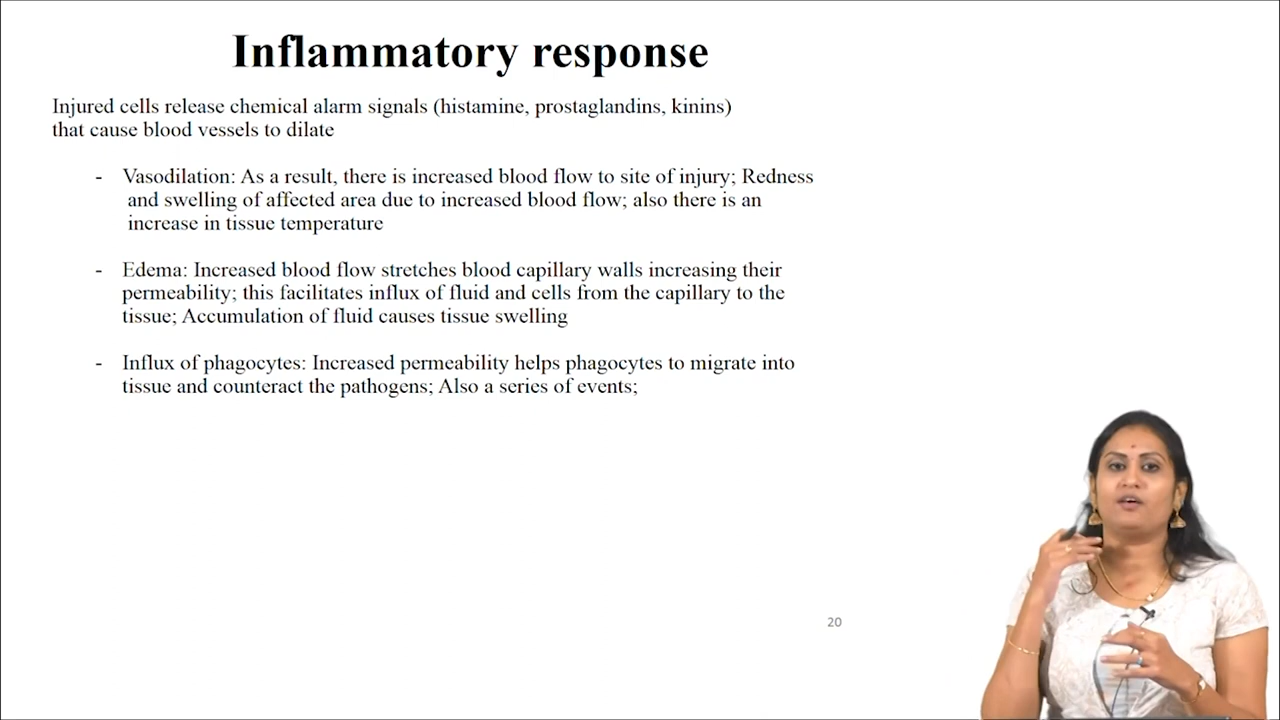 Inflammatory response
Injured cells release chemical alarm signals (histamine, prostaglandins, kinins)
that cause blood vessels to dilate
- Vasodilation: As a result, there is increased blood flow to site of injury; Redness
and swelling of affected area due to increased blood flow; also there is an
increase in tissue temperature
- Edema: Increased blood flow stretches blood capillary walls increasing their
permeability; this facilitates influx of fluid and cells from the capillary to the
tissue; Accumulation of fluid causes tissue swelling
- Influx of phagocytes: Increased permeability helps phagocytes to migrate into
tissue and counteract the pathogens; Also a series of events;
20